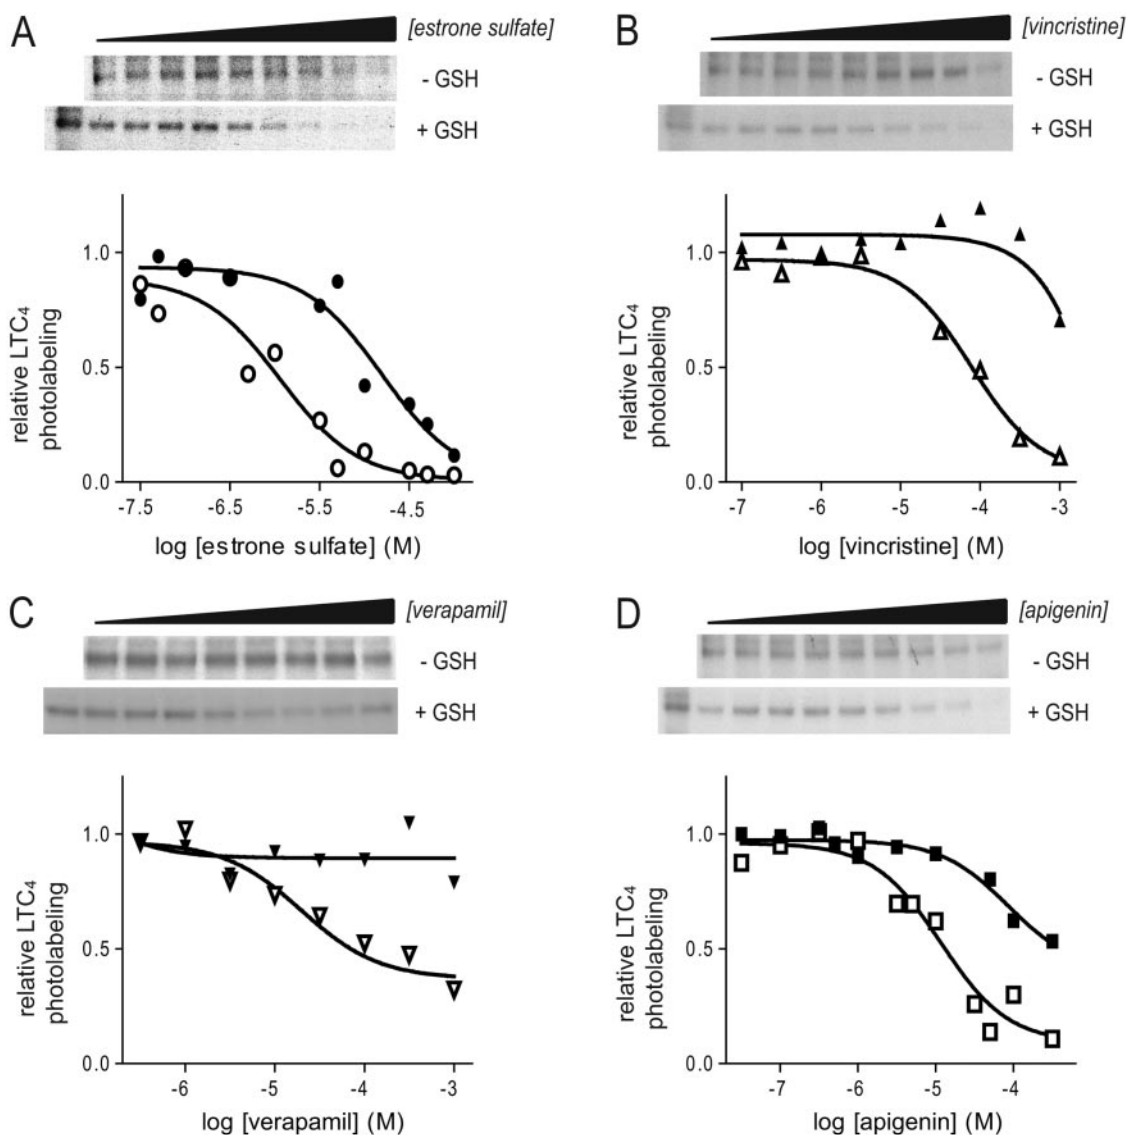 A
[estrone sulfate]
- GSH
+ GSH
relative LTC₄
photolabeling
1.0
0.5
0.0
-7.5 -6.5 -5.5 -4.5
log [estrone sulfate] (M)
B
[vincristine]
- GSH
+ GSH
relative LTC₄
photolabeling
1.0
0.5
0.0
-7 -6 -5 -4 -3
log [vincristine] (M)
C
[verapamil]
- GSH
+ GSH
relative LTC₄
photolabeling
1.0
0.5
0.0
-6 -5 -4 -3
log [verapamil] (M)
D
[apigenin]
- GSH
+ GSH
relative LTC₄
photolabeling
1.0
0.5
0.0
-7 -6 -5 -4
log [apigenin] (M)